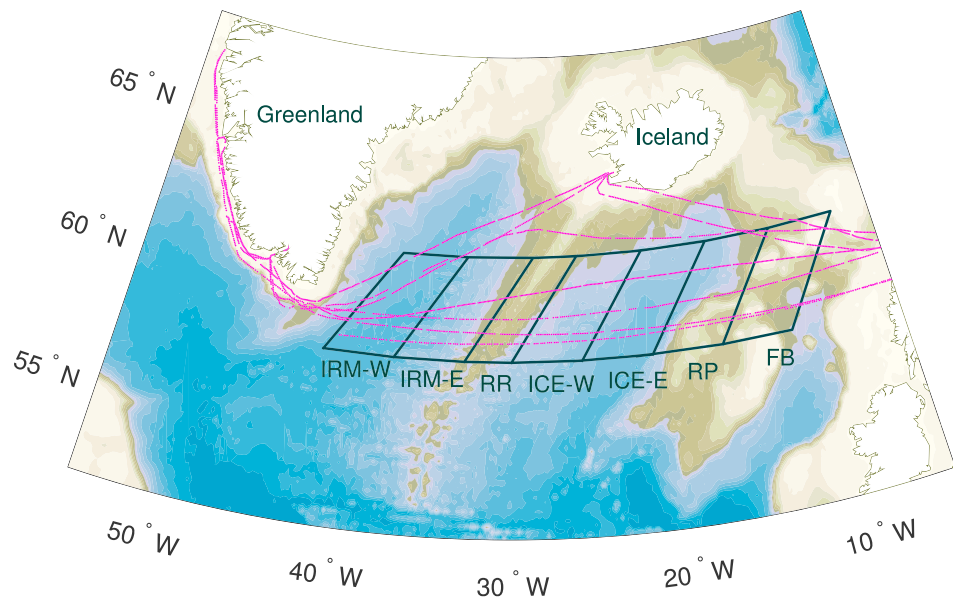 65 ° N
Greenland
Iceland
60 ° N
55 ° N
IRM-W
IRM-E
RR
ICE-W
ICE-E
RP
FB
50 ° W
40 ° W
30 ° W
20 ° W
10 ° W